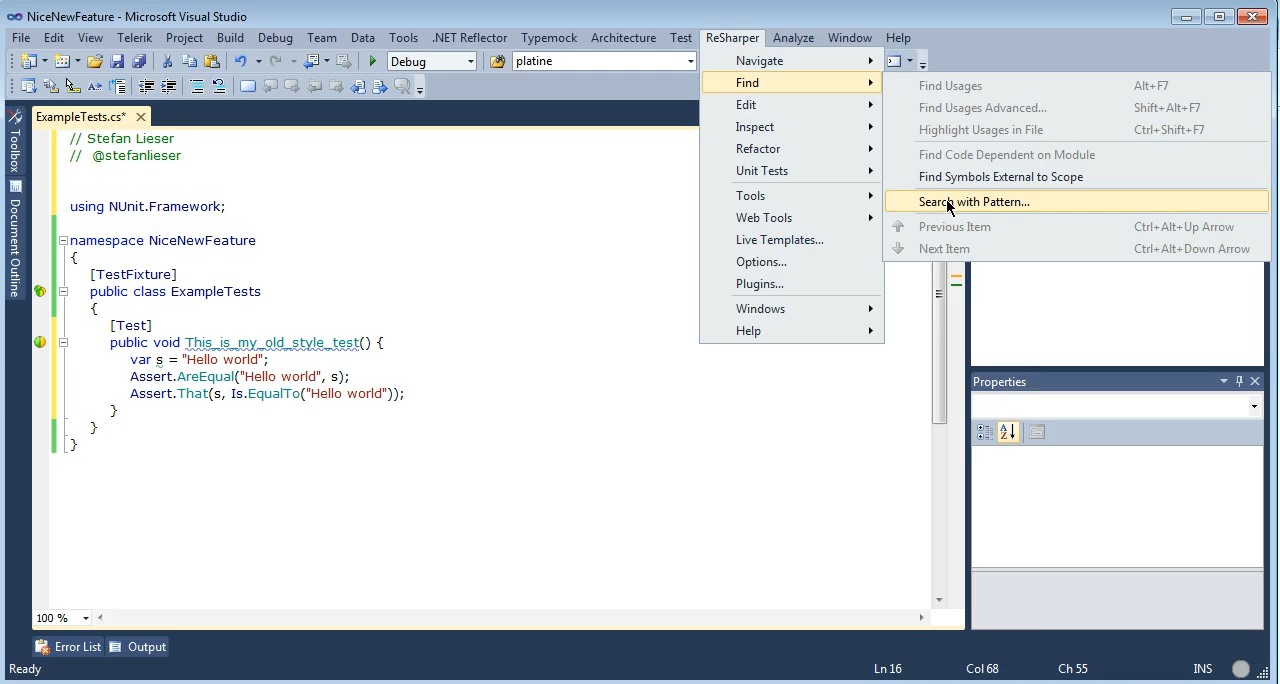 NiceNewFeature - Microsoft Visual Studio
File Edit View Telerik Project Build Debug Team Data Tools .NET Reflector Typemock Architecture Test ReSharper Analyze Window Help
Debug platine
ExampleTests.cs*
Toolbox
Document Outline
// Stefan Lieser
// @stefanlieser
using NUnit.Framework;
namespace NiceNewFeature
{
[TestFixture]
public class ExampleTests
{
[Test]
public void This_is_my_old_style_test() {
var s = "Hello world";
Assert.AreEqual("Hello world", s);
Assert.That(s, Is.EqualTo("Hello world"));
}
}
}
Navigate
Find
Edit
Inspect
Refactor
Unit Tests
Tools
Web Tools
Live Templates...
Options...
Plugins...
Windows
Help
Find Usages Alt+F7
Find Usages Advanced... Shift+Alt+F7
Highlight Usages in File Ctrl+Shift+F7
Find Code Dependent on Module
Find Symbols External to Scope
Search with Pattern...
Previous Item Ctrl+Alt+Up Arrow
Next Item Ctrl+Alt+Down Arrow
Properties
100 %
Error List Output
Ready Ln 16 Col 68 Ch 55 INS